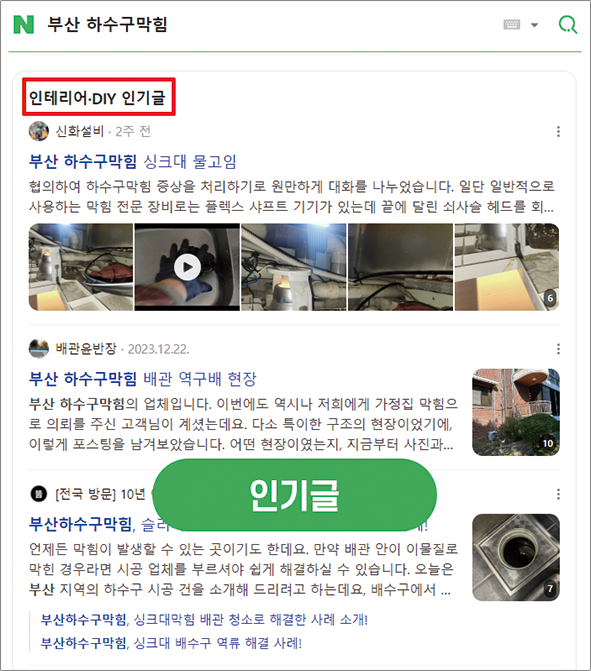 N 부산 하수구막힘
인테리어·DIY 인기글
신화설비 · 2주 전
부산 하수구막힘 싱크대 물고임
협의하여 하수구막힘 증상을 처리하기로 원만하게 대화를 나누었습니다. 일단 일반적으로
사용하는 막힘 전문 장비로는 플렉스 샤프트 기기가 있는데 끝에 달린 쇠사슬 헤드를 회...
6
배관윤반장 · 2023.12.22.
부산 하수구막힘 배관 역구배 현장
부산 하수구막힘의 업체입니다. 이번에도 역시나 저희에게 가정집 막힘으
로 의뢰를 주신 고객님이 계셨는데요. 다소 특이한 구조의 현장이었기에,
이렇게 포스팅을 남겨보았습니다. 어떤 현장이였는지, 지금부터 사진과...
10
[전국 방문] 10년
인기글
부산하수구막힘, 슬
언제든 막힘이 발생할 수 있는 곳이기도 한데요. 만약 배관 안이 이물질로
막힌 경우라면 시공 업체를 부르셔야 쉽게 해결하실 수 있습니다. 오늘은
부산 지역의 하수구 시공 건을 소개해 드리려고 하는데요, 배수구에서 ...
7
부산하수구막힘, 싱크대막힘 배관 청소로 해결한 사례 소개!
부산하수구막힘, 싱크대 배수구 역류 해결 사례!